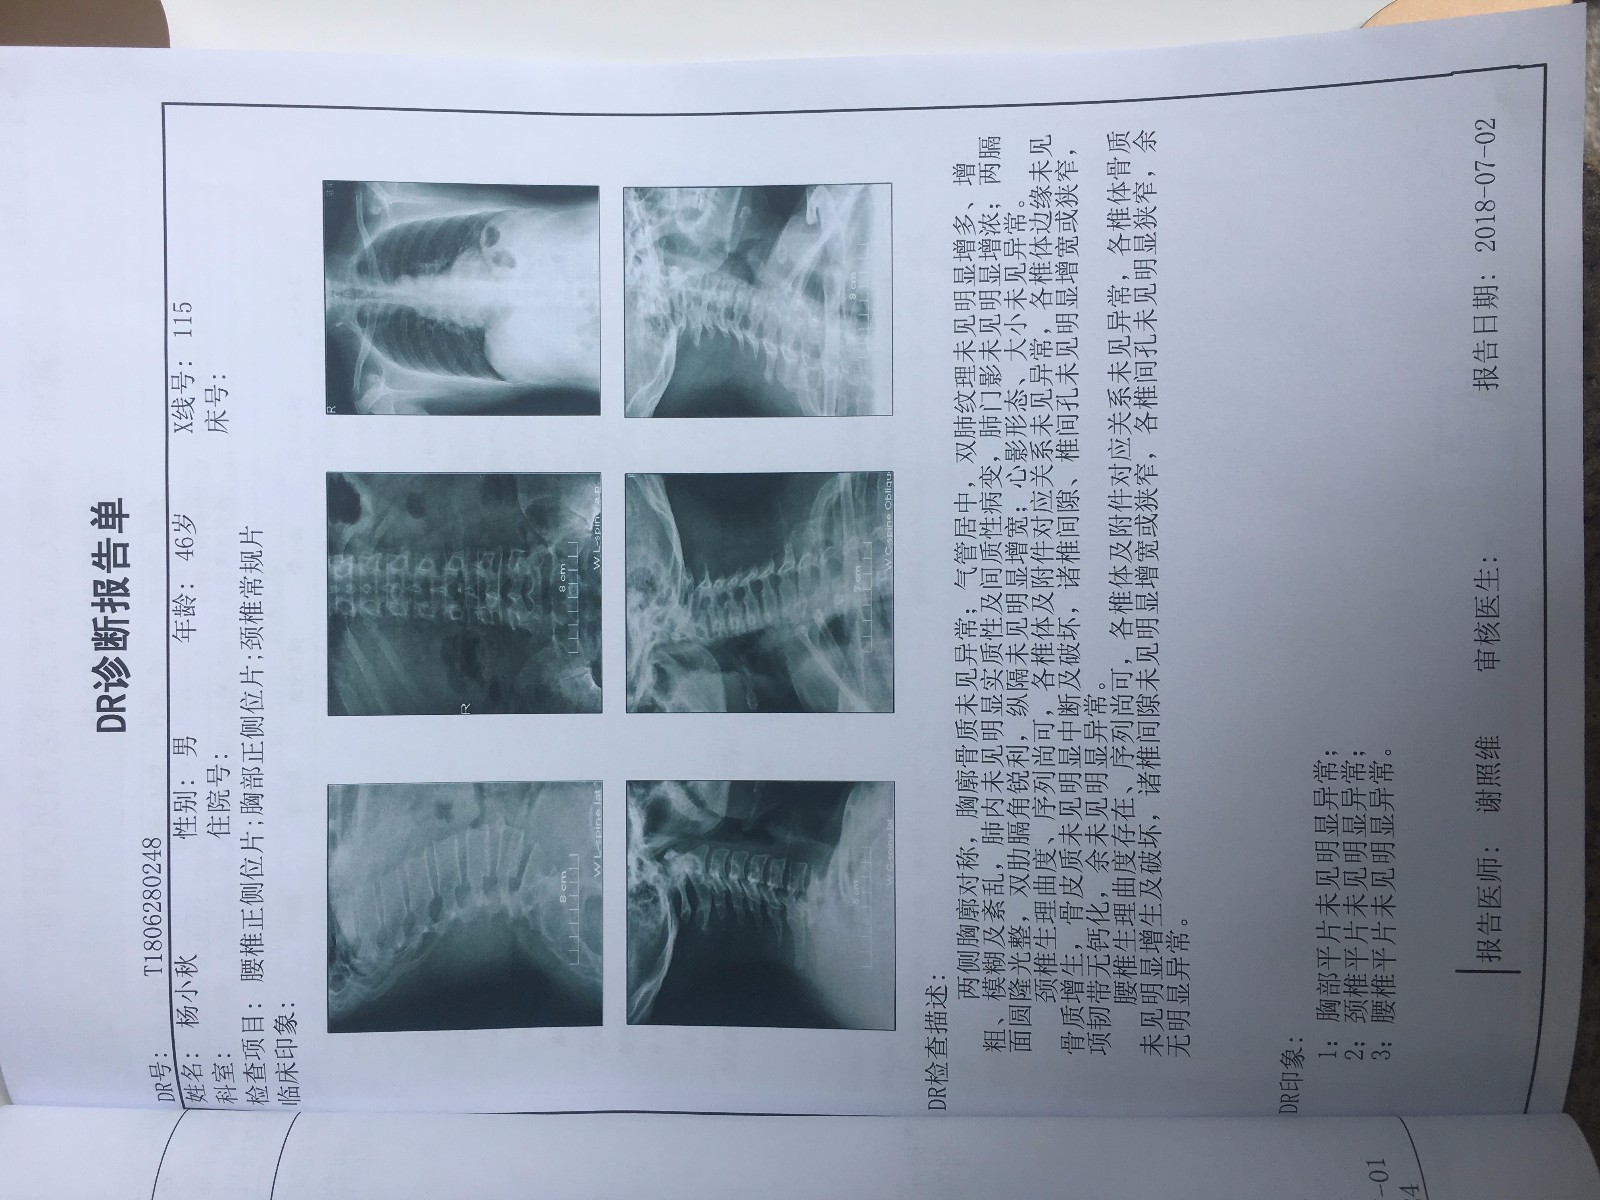 DR诊断报告单
DR号: T1806280248
姓名: 杨小秋 性别: 男 年龄: 46岁 X线号: 115
科室: 住院号: 床号:
检查项目: 腰椎正侧位片;胸部正侧位片;颈椎常规片
临床印象:
8 cm
W L-spine lat
R
8 cm
W L-spine a.p.
R
W C-spine lat
7 cm
W C-spine Obliqu
9 cm
DR检查描述:
两侧胸廓对称，胸廓骨质未见异常；气管居中，双肺纹理未见明显增多、增
粗、模糊及紊乱，肺内未见明显实质性及间质性病变，肺门影未见明显增浓；两膈
面圆隆光整，双肋膈角锐利，纵隔未见明显增宽；心影形态、大小未见异常。
颈椎生理曲度、序列尚可，各椎体及附件对应关系未见异常，各椎体边缘未见
骨质增生，骨皮质未见明显中断及破坏，诸椎间隙、椎间孔未见明显增宽或狭窄，
项韧带无钙化，余未见明显异常。
腰椎生理曲度存在、序列尚可，各椎体及附件对应关系未见异常，各椎体骨质
未见明显增生及破坏，诸椎间隙未见明显增宽或狭窄，各椎间孔未见明显狭窄，余
无明显异常。
DR印象:
1: 胸部平片未见明显异常;
2: 颈椎平片未见明显异常;
3: 腰椎平片未见明显异常。
报告医师: 谢照维 审核医生: 报告日期: 2018-07-02
-01